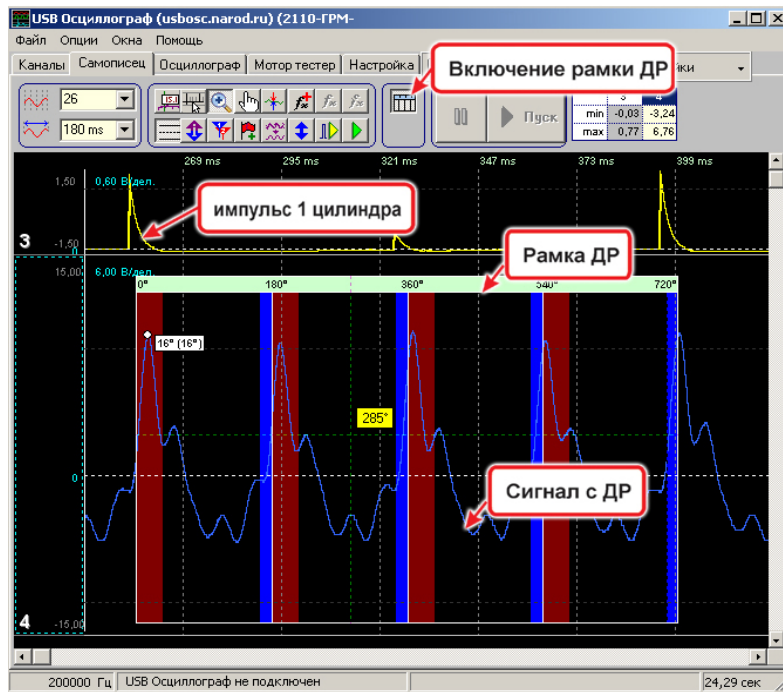 USB Осциллограф (usbosc.narod.ru) (2110-ГРМ-
Файл Опции Окна Помощь
Каналы Самописец Осциллограф Мотор тестер Настройка
Включение рамки ДР
26
180 ms
Пуск
3 4
min -0,03 -3,24
max 0,77 6,76
269 ms 295 ms 321 ms 347 ms 373 ms 399 ms
1,50 0,60 В/дел.
импульс 1 цилиндра
3
-1,50
0
Рамка ДР
15,00 6,00 В/дел.
0° 180° 360° 540° 720°
16° (16°)
285°
0
Сигнал с ДР
4
-15,00
200000 Гц USB Осциллограф не подключен 24,29 сек